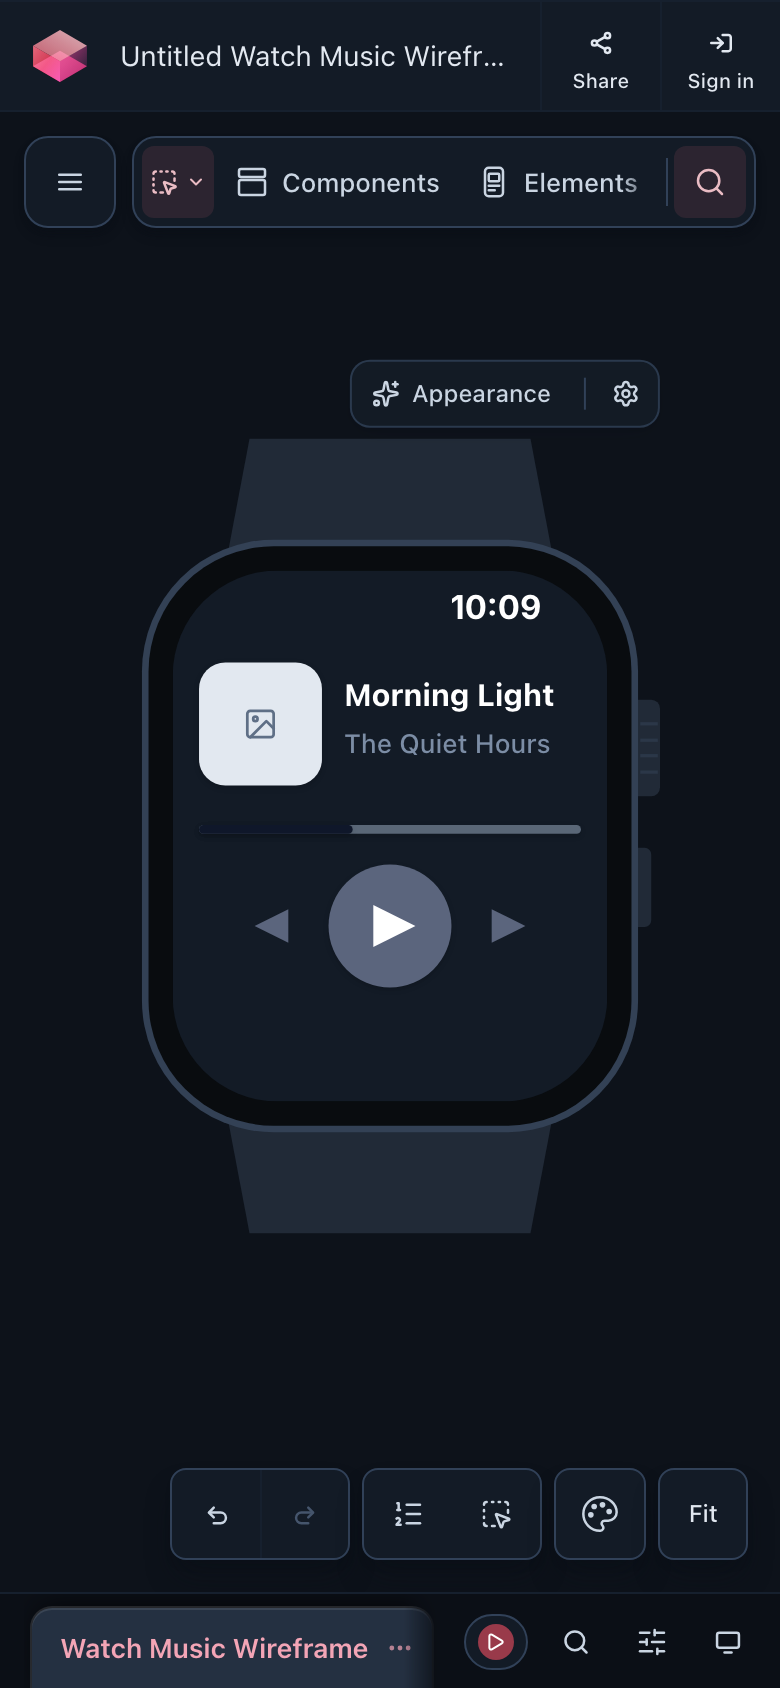 Untitled Watch Music Wirefr...
Share
Sign in
Components
Elements
Appearance
10:09
Morning Light
The Quiet Hours
Fit
Watch Music Wireframe